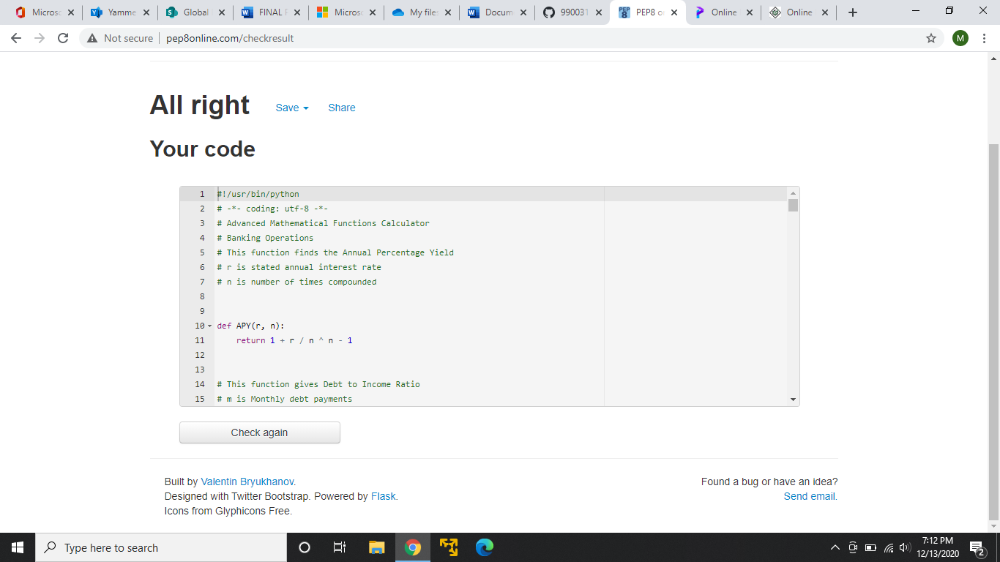 Microso
Yamme
Global
FINAL
Microso
My files
Docum
990031
PEP8 o
Online
Online
Not secure
pep8online.com/checkresult
M
All right
Save
Share
Your code
1 #!/usr/bin/python
2 # -*- coding: utf-8 -*-
3 # Advanced Mathematical Functions Calculator
4 # Banking Operations
5 # This function finds the Annual Percentage Yield
6 # r is stated annual interest rate
7 # n is number of times compounded
8
9
10 def APY(r, n):
11 return 1 + r / n ^ n - 1
12
13
14 # This function gives Debt to Income Ratio
15 # m is Monthly debt payments
Check again
Built by Valentin Bryukhanov.
Designed with Twitter Bootstrap. Powered by Flask.
Icons from Glyphicons Free.
Found a bug or have an idea?
Send email.
Type here to search
7:12 PM
12/13/2020
2